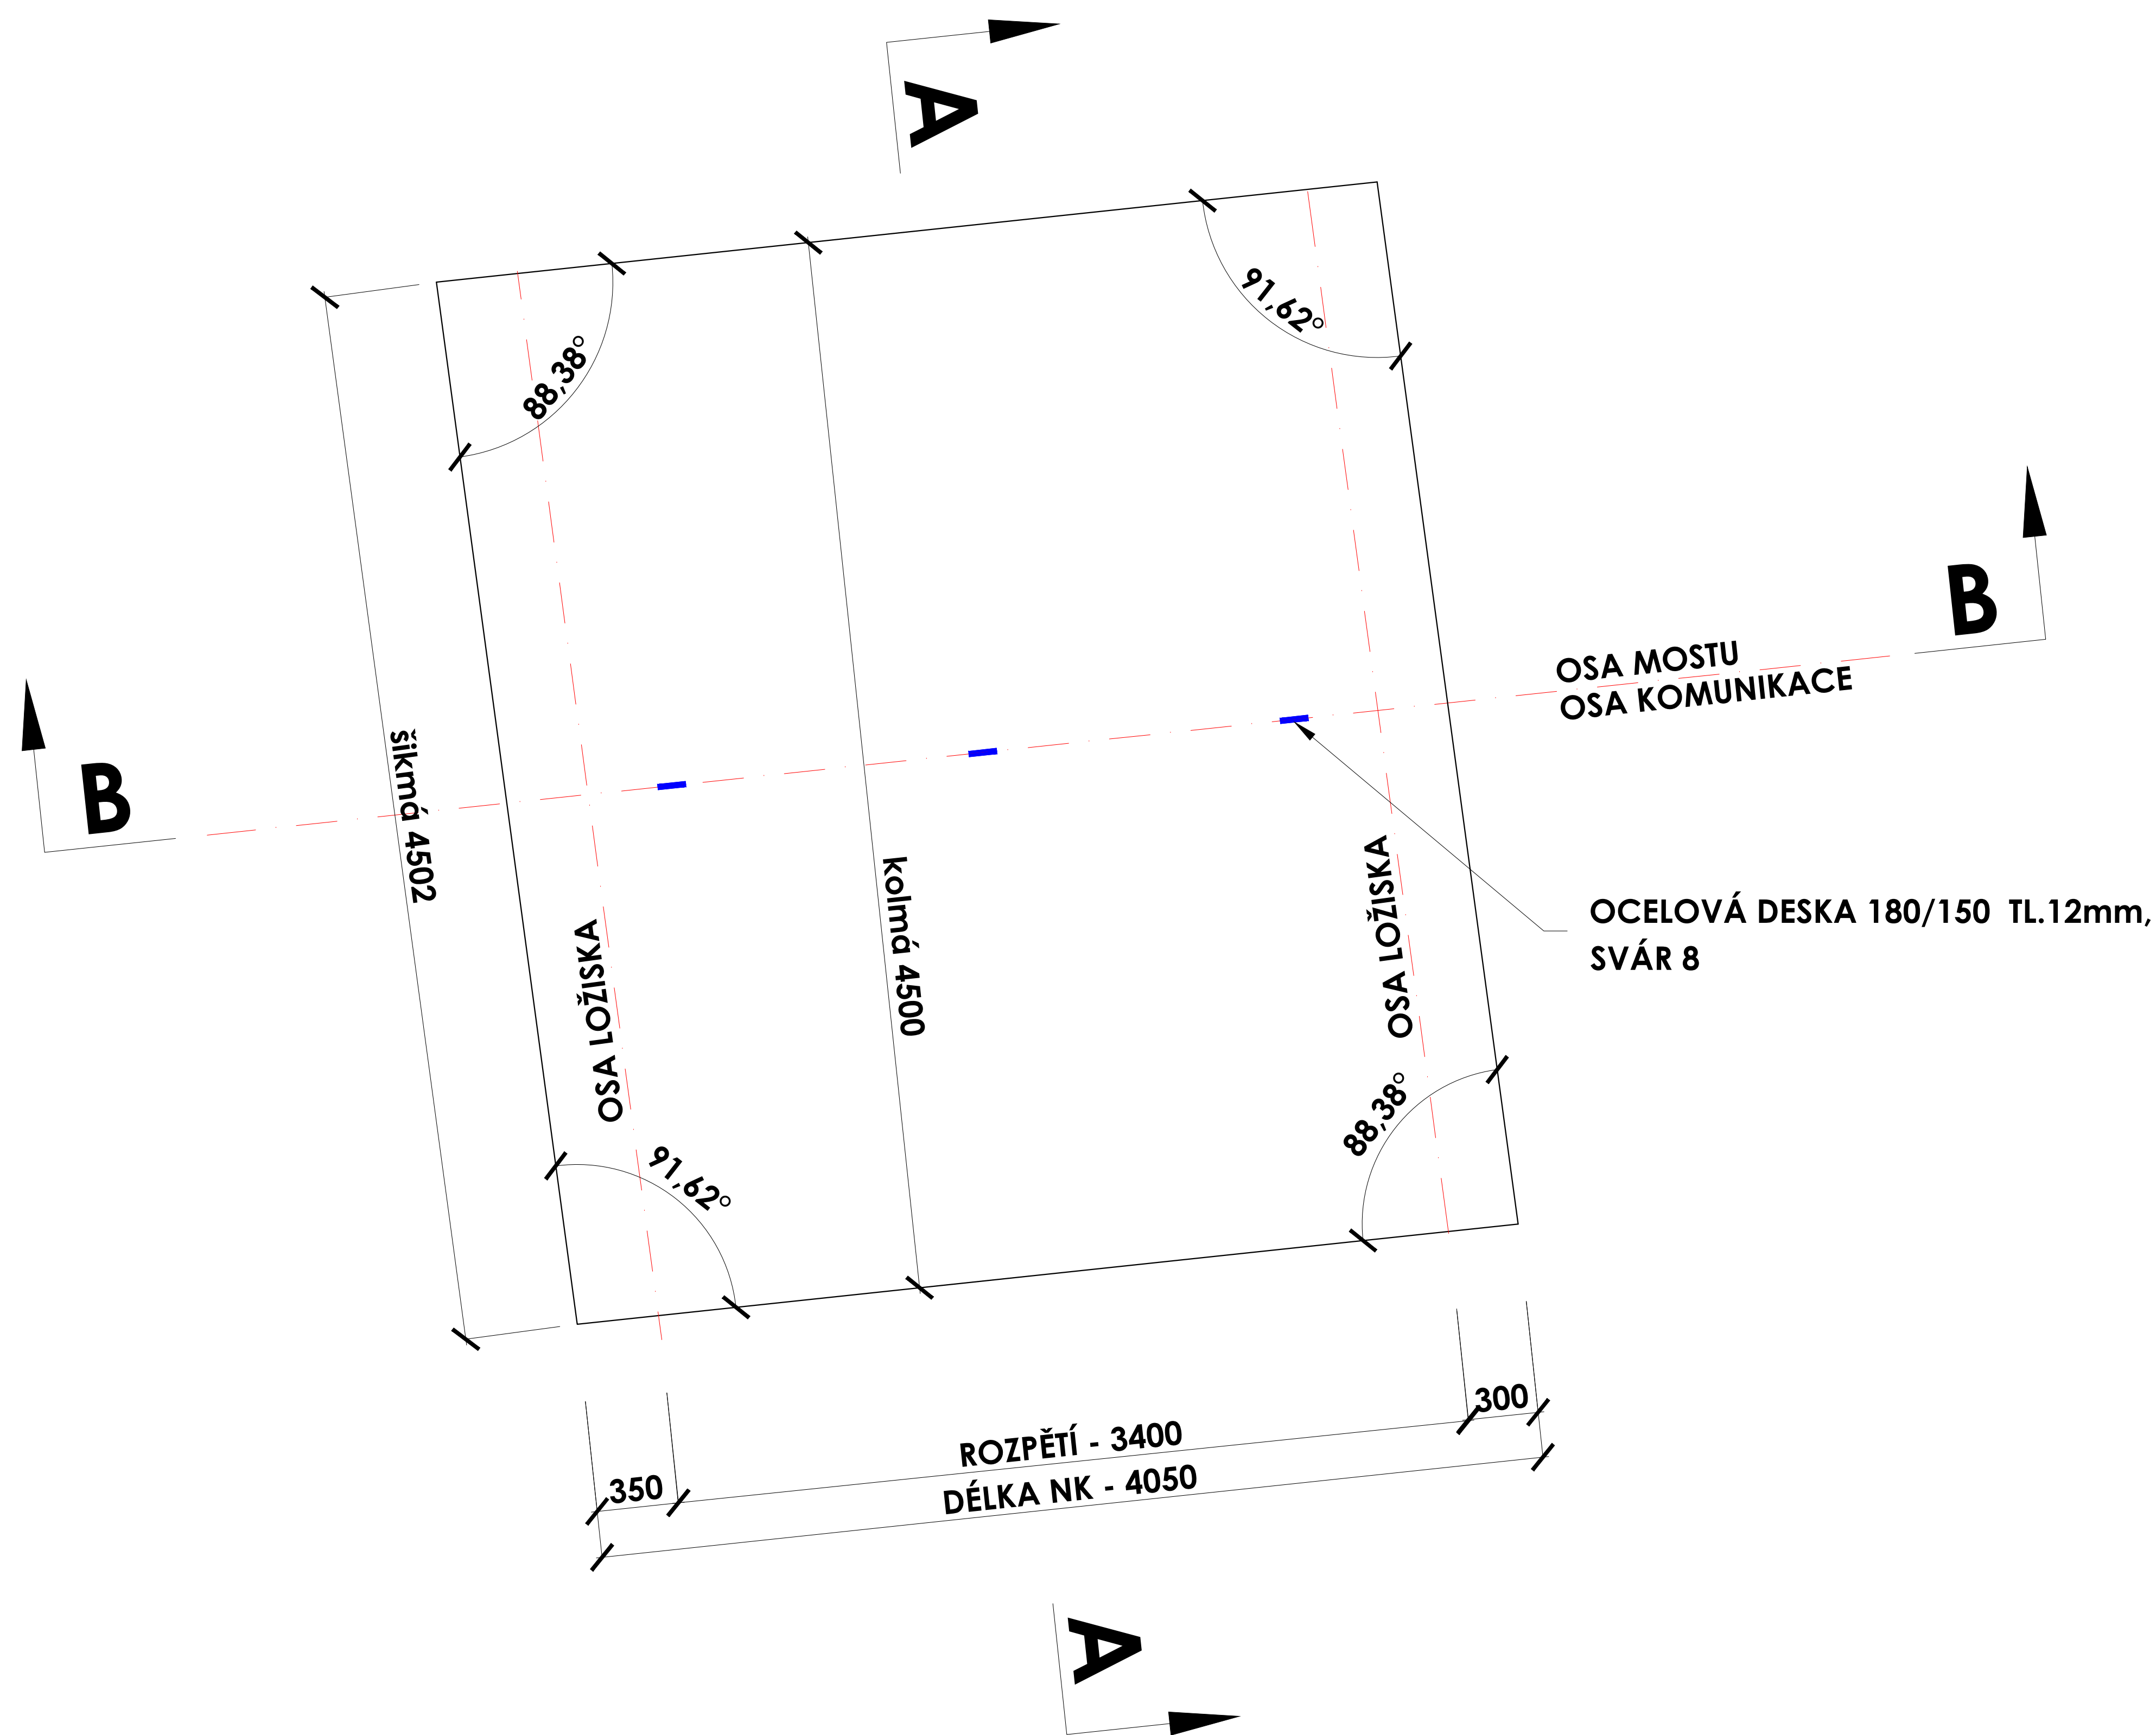 A
91,62°
88,38°
B
OSA MOSTU
OSA KOMUNIKACE
B
šikmá 4502
kolmá 4500
OSA LOŽISKA
OSA LOŽISKA
OCELOVÁ DESKA 180/150 TL.12mm,
SVÁR 8
91,62°
88,38°
300
ROZPĚTÍ - 3400
350
DÉLKA NK - 4050
A